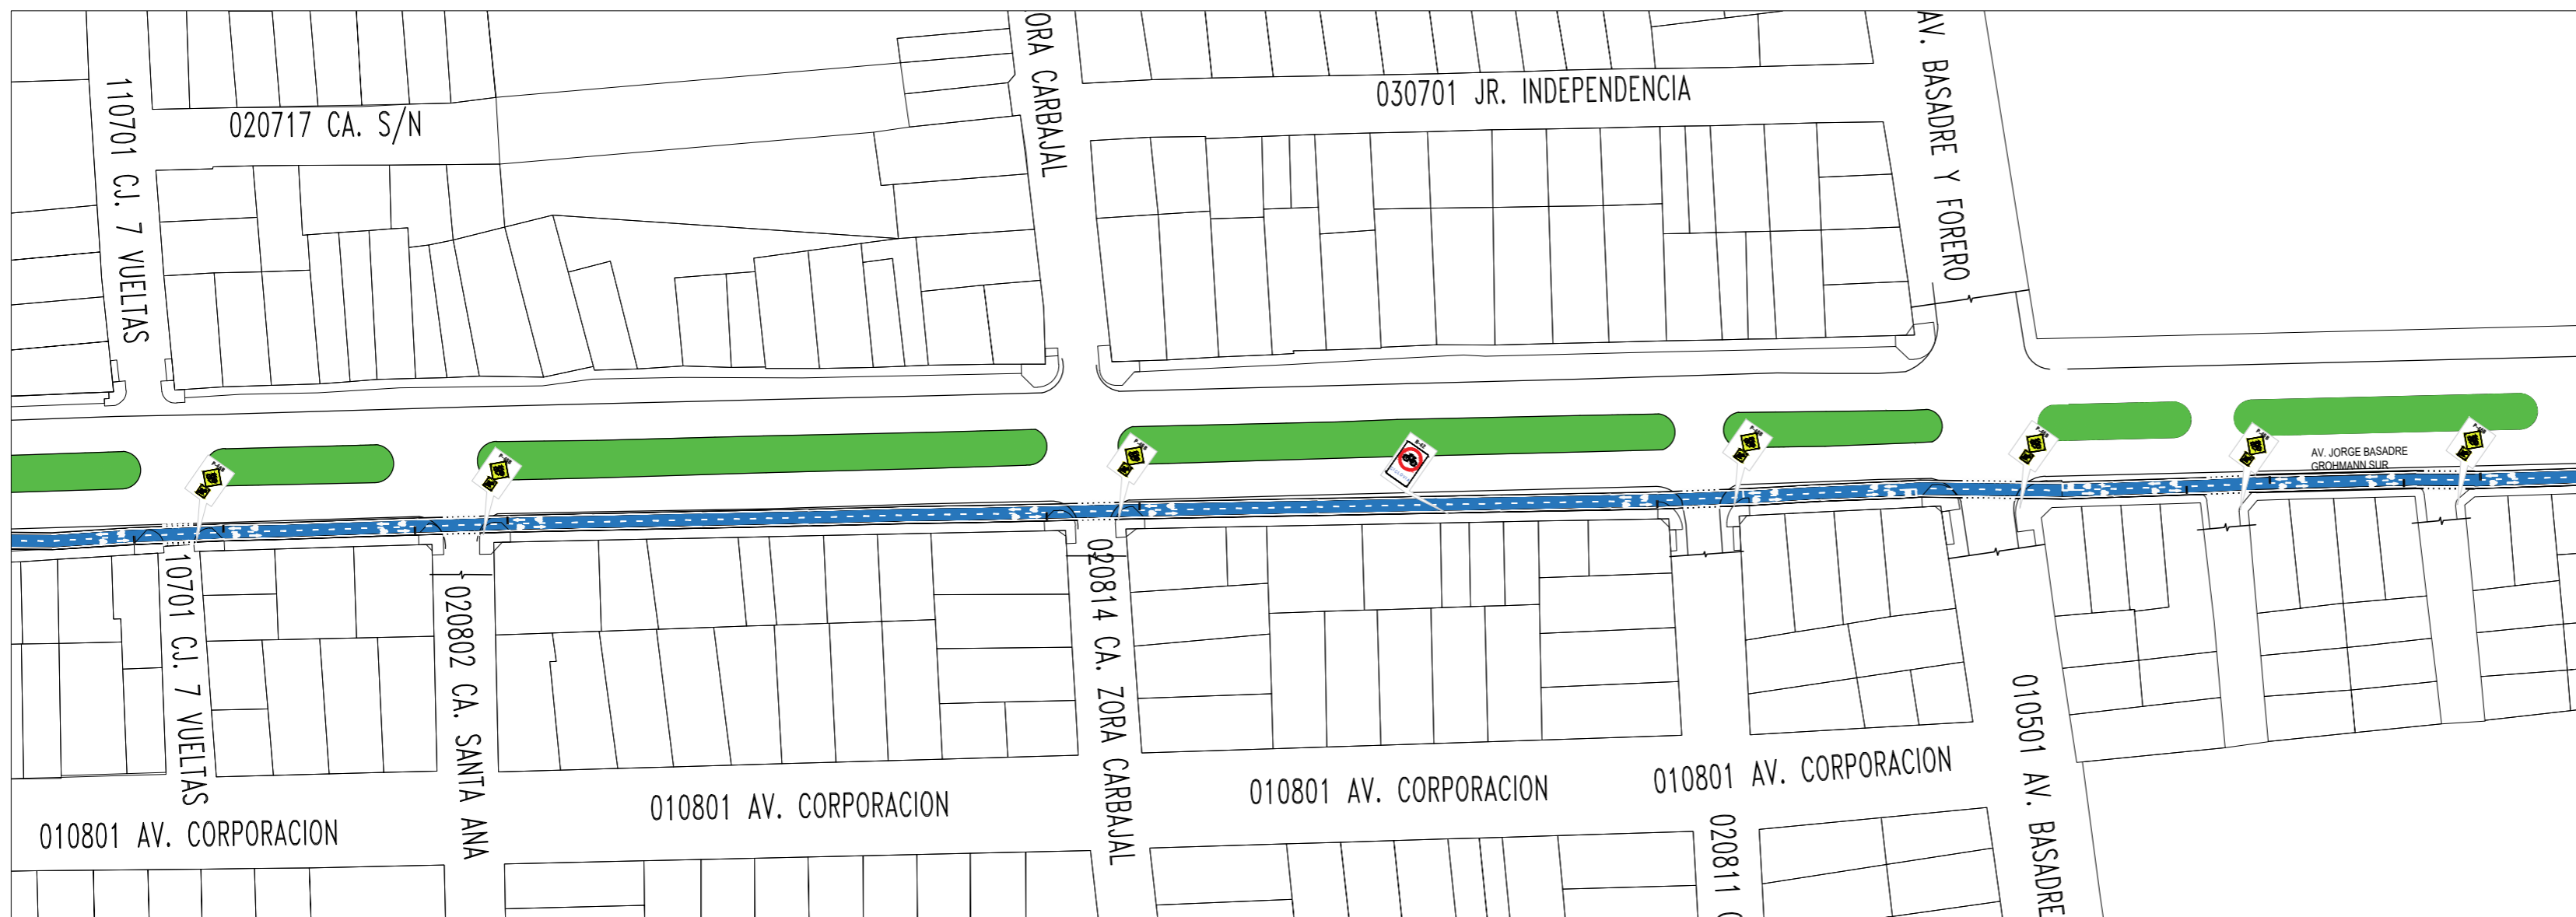 020717 CA. S/N
110701 CJ. 7 VUELTAS
ORA CARBAJAL
030701 JR. INDEPENDENCIA
AV. BASADRE Y FORERO
AV. JORGE BASADRE
GROHMANN SUR
10701 CJ. 7 VUELTAS
020802 CA. SANTA ANA
020814 CA. ZORA CARBAJAL
010501 AV. BASADRE
010801 AV. CORPORACION
010801 AV. CORPORACION
010801 AV. CORPORACION
010801 AV. CORPORACION
020811